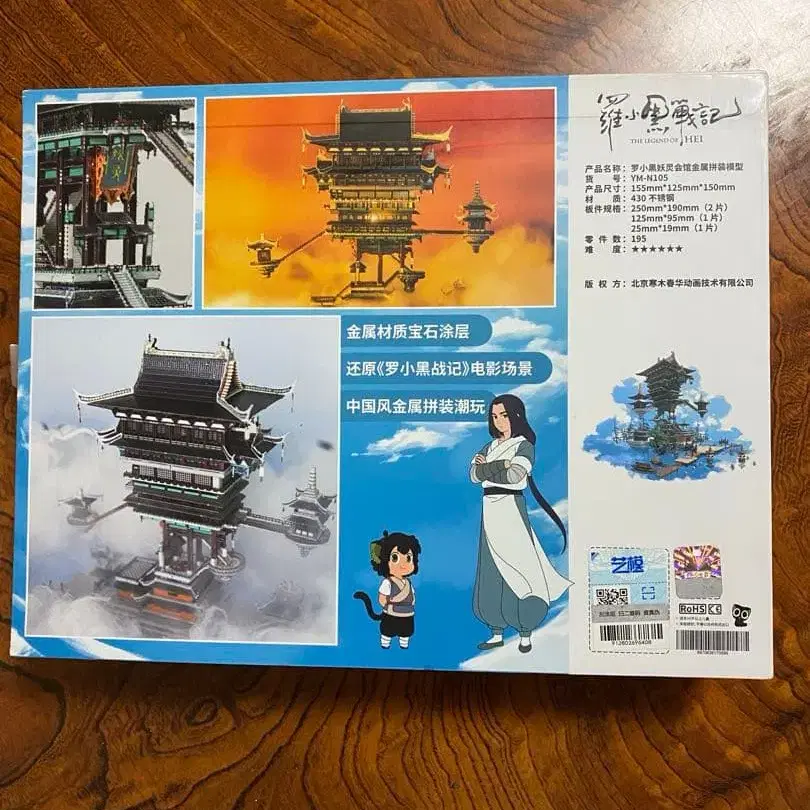 羅小黑戰記
THE LEGEND OF HEI
产品名称：罗小黑妖灵会馆金属拼装模型
货 号：YM-N105
产品尺寸：155mm*125mm*150mm
材 质：430 不锈钢
板件规格：250mm*190mm（2 片）
125mm*95mm（1 片）
25mm*19mm（1 片）
零 件 数：195
难 度：★★★★★★
版 权 方：北京寒木春华动画技术有限公司
金属材质宝石涂层
还原《罗小黑战记》电影场景
中国风金属拼装潮玩
艺模
RoHS CE